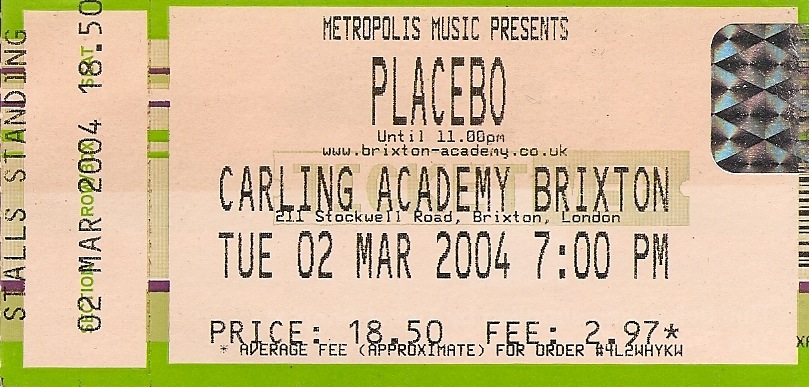 STALLS STANDING
02 MAR 2004 18.50
METROPOLIS MUSIC PRESENTS
PLACEBO
Until 11.00pm
www.brixton-academy.co.uk
CARLING ACADEMY BRIXTON
211 Stockwell Road, Brixton, London
TUE 02 MAR 2004 7:00 PM
PRICE: 18.50 FEE: 2.97*
* AVERAGE FEE (APPROXIMATE) FOR ORDER #4L2WHYKW